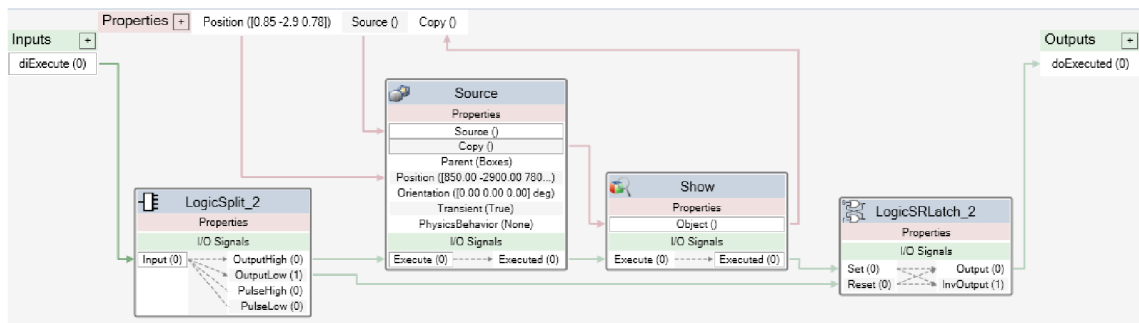 Properties + Position ([0.85 -2.9 0.78]) Source () Copy ()
Inputs +
diExecute (0)
Outputs +
doExecuted (0)
Source
Properties
Source ()
Copy ()
Parent (Boxes)
Position ([850.00 -2900.00 780...)
Orientation ([0.00 0.00 0.00] deg)
Transient (True)
PhysicsBehavior (None)
I/O Signals
Execute (0) Executed (0)
LogicSplit_2
Properties
I/O Signals
Input (0) OutputHigh (0)
OutputLow (1)
PulseHigh (0)
PulseLow (0)
Show
Properties
Object ()
I/O Signals
Execute (0) Executed (0)
LogicSRLatch_2
Properties
I/O Signals
Set (0) Output (0)
Reset (0) InvOutput (1)